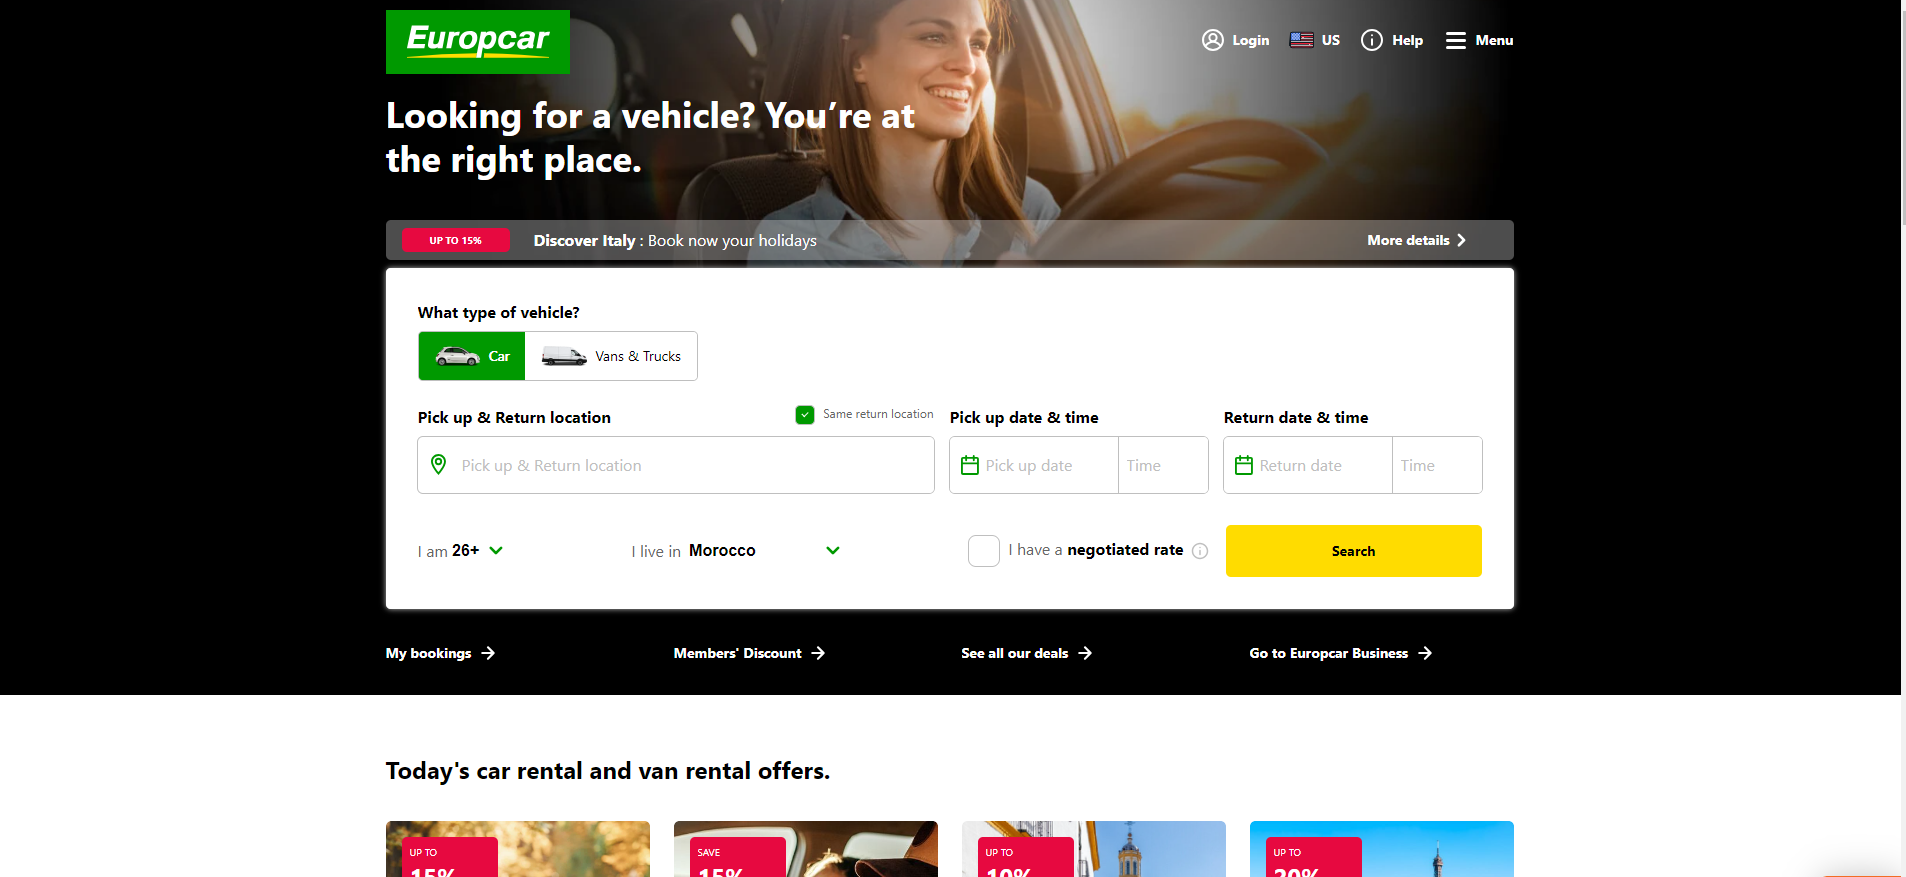 Europcar
Login
US
Help
Menu
Looking for a vehicle? You’re at
the right place.
UP TO 15%
Discover Italy : Book now your holidays
More details
What type of vehicle?
Car
Vans & Trucks
Pick up & Return location
Same return location
Pick up date & time
Return date & time
Pick up & Return location
Pick up date
Time
Return date
Time
I am 26+
I live in Morocco
I have a negotiated rate
Search
My bookings
Members' Discount
See all our deals
Go to Europcar Business
Today's car rental and van rental offers.
UP TO
15%
SAVE
15%
UP TO
10%
UP TO
20%